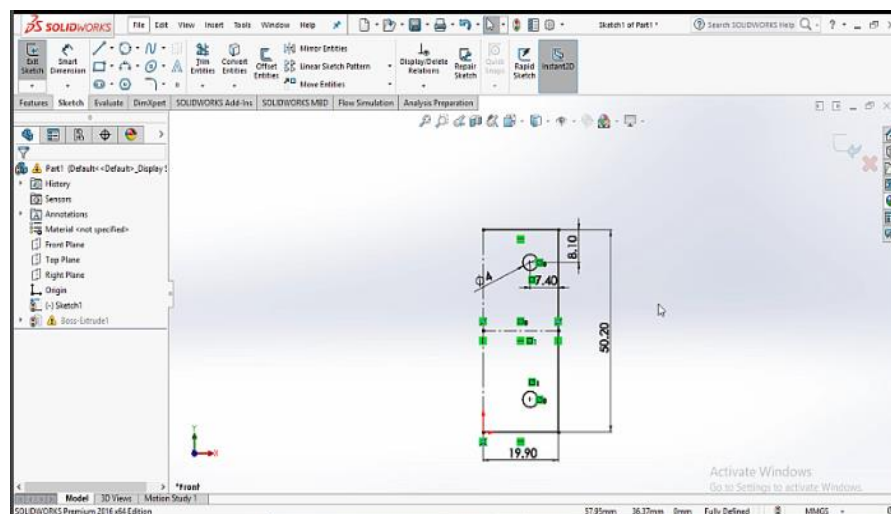 SOLIDWORKS File Edit View Insert Tools Window Help Sketch1 of Part1 * Search SOLIDWORKS Help
Exit Sketch Smart Dimension Trim Entities Convert Entities Offset Entities Mirror Entities Linear Sketch Pattern Move Entities Display/Delete Relations Repair Sketch Quick Snaps Rapid Sketch Instant2D
Features Sketch Evaluate DimXpert SOLIDWORKS Add-Ins SOLIDWORKS MBD Flow Simulation Analysis Preparation
Part1 (Default<<Default>_Display S
History
Sensors
Annotations
Material <not specified>
Front Plane
Top Plane
Right Plane
Origin
(-) Sketch1
Boss-Extrude1
8.10
⌀4
7.40
50.20
19.90
Y
X
*Front
Activate Windows
Go to Settings to activate Windows.
Model 3D Views Motion Study 1
SOLIDWORKS Premium 2016 x64 Edition 57.95mm 36.37mm 0mm Fully Defined MMGS